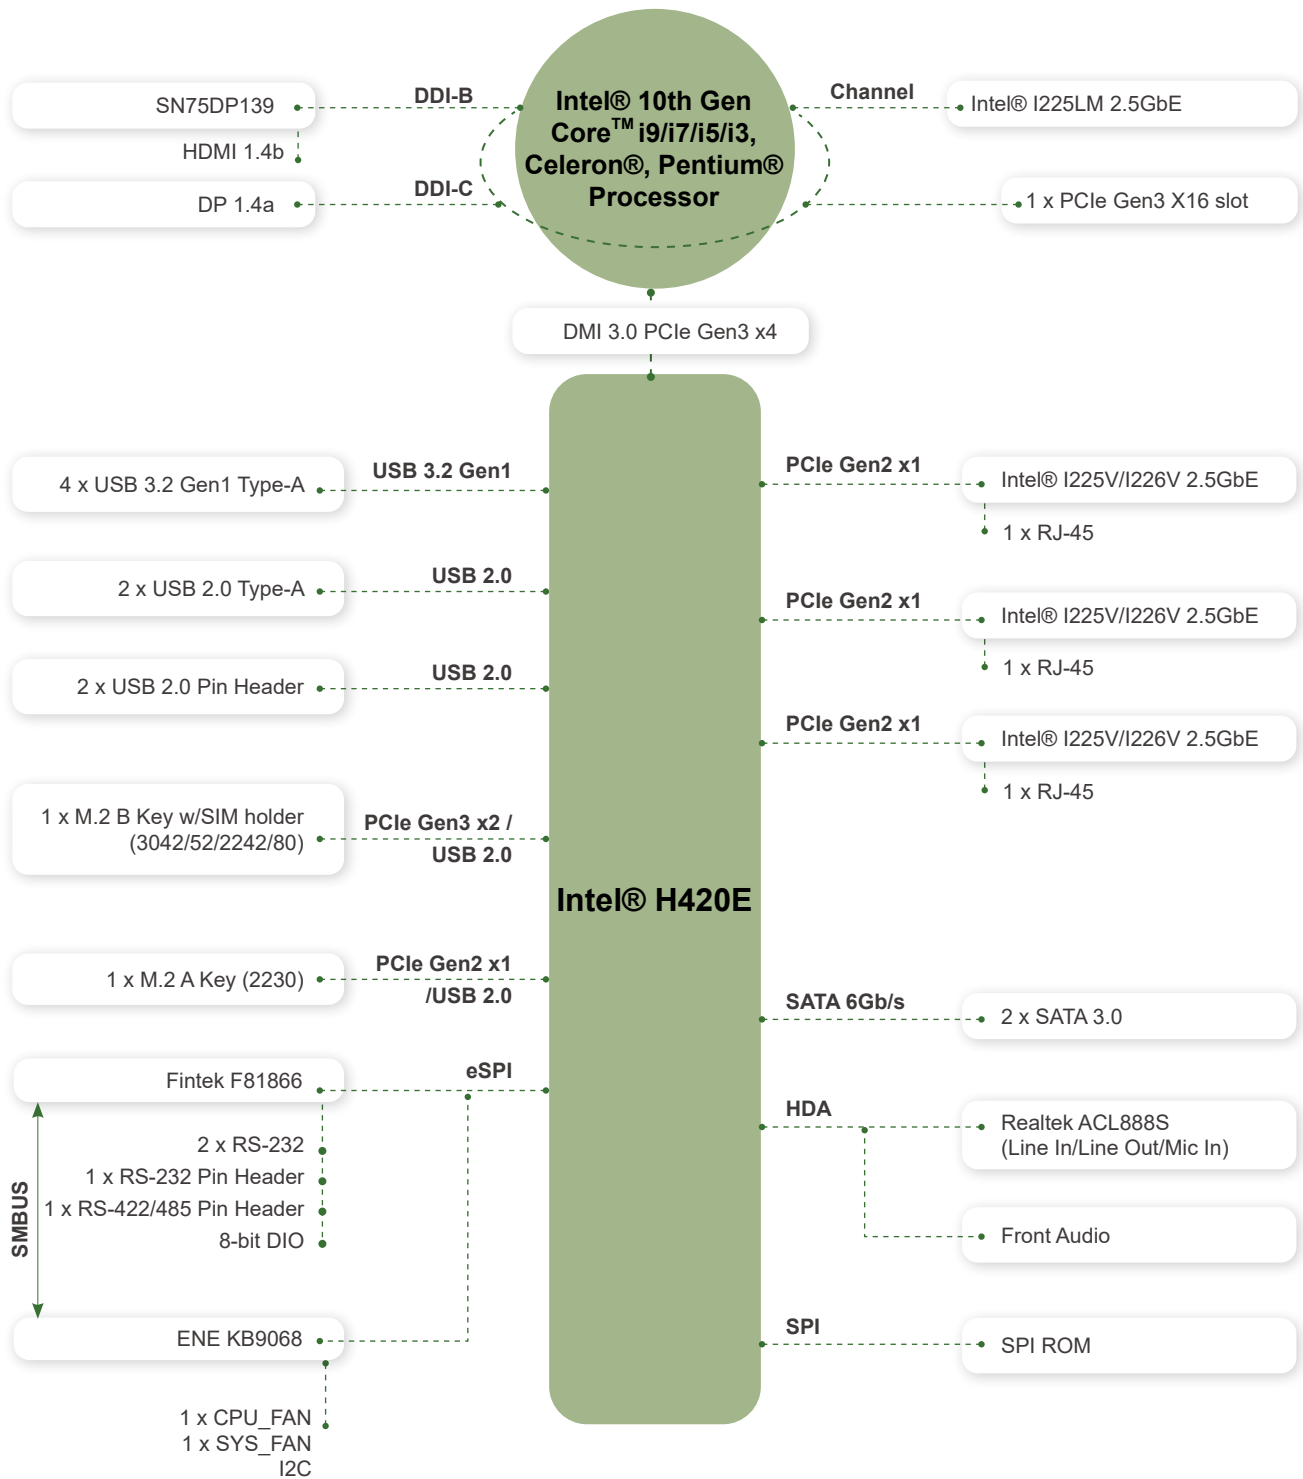 SN75DP139
DDI-B
HDMI 1.4b
DP 1.4a
DDI-C
Intel® 10th Gen
Core™ i9/i7/i5/i3,
Celeron®, Pentium®
Processor
Channel
Intel® I225LM 2.5GbE
1 x PCIe Gen3 X16 slot
DMI 3.0 PCIe Gen3 x4
Intel® H420E
4 x USB 3.2 Gen1 Type-A
USB 3.2 Gen1
2 x USB 2.0 Type-A
USB 2.0
2 x USB 2.0 Pin Header
USB 2.0
1 x M.2 B Key w/SIM holder
(3042/52/2242/80)
PCIe Gen3 x2 /
USB 2.0
1 x M.2 A Key (2230)
PCIe Gen2 x1
/USB 2.0
Fintek F81866
eSPI
2 x RS-232
1 x RS-232 Pin Header
1 x RS-422/485 Pin Header
8-bit DIO
SMBUS
ENE KB9068
1 x CPU_FAN
1 x SYS_FAN
I2C
PCIe Gen2 x1
Intel® I225V/I226V 2.5GbE
1 x RJ-45
PCIe Gen2 x1
Intel® I225V/I226V 2.5GbE
1 x RJ-45
PCIe Gen2 x1
Intel® I225V/I226V 2.5GbE
1 x RJ-45
SATA 6Gb/s
2 x SATA 3.0
HDA
Realtek ACL888S
(Line In/Line Out/Mic In)
Front Audio
SPI
SPI ROM